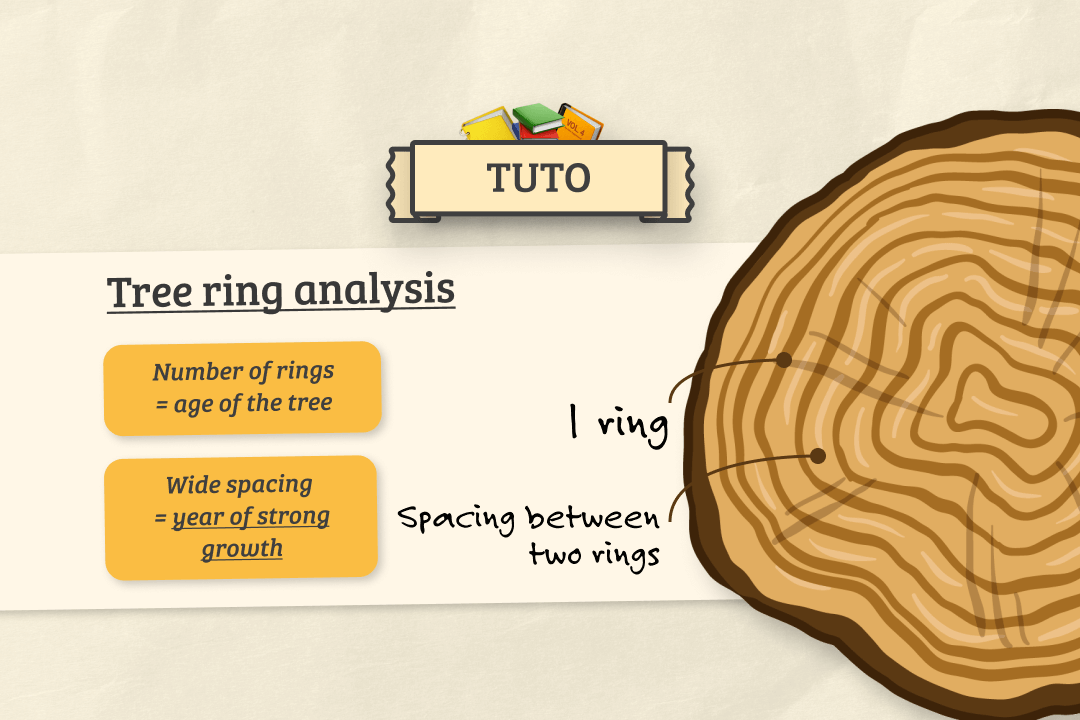 VOL. 4
TUTO
Tree ring analysis
Number of rings
= age of the tree
Wide spacing
= year of strong
growth
1 ring
Spacing between
two rings